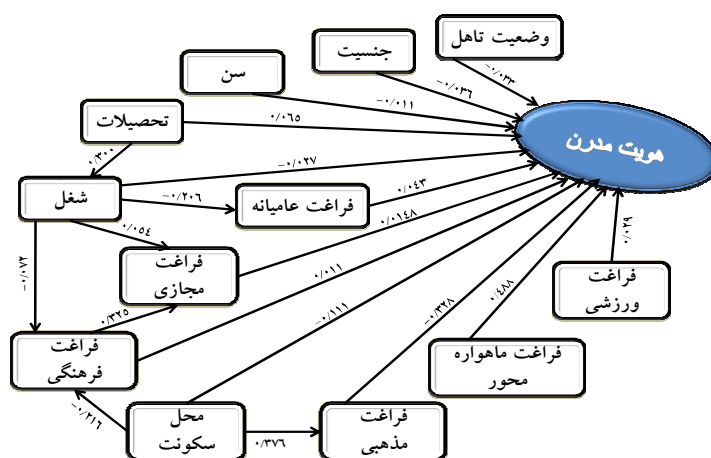 وضعیت تاهل
جنسیت
سن
تحصیلات
شغل
هویت مدرن
فراغت عامیانه
فراغت
مجازی
فراغت
فرهنگی
محل
سکونت
فراغت
مذهبی
فراغت ماهواره
محور
فراغت
ورزشی
-۰/۰۳۳
-۰/۰۳۶
-۰/۰۱۱
۰/۰۶۵
۰/۳۰۰
-۰/۰۲۷
-۰/۲۰۶
۰/۰۴۳
۰/۰۵٤
۰/۰۱٤۸
-۰/۰۷۲
۰/۳۲۵
۰/۰۱۱
-۰/۱۱۱
-۰/۳۲۸
۰/٤۸۸
۰/۰۲۹
-۰/۲۱۶
۰/۳۷۶